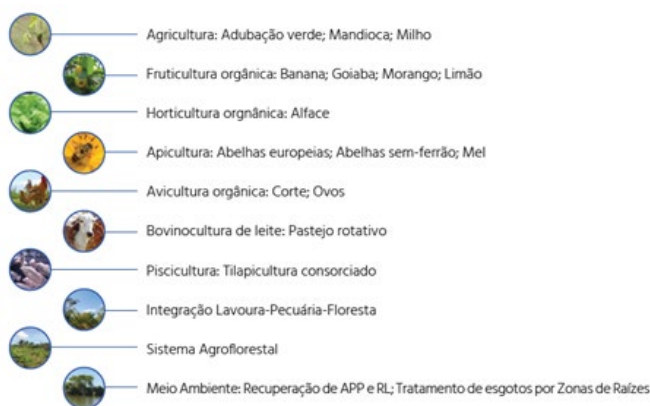 Agricultura: Adubação verde; Mandioca; Milho
Fruticultura orgânica: Banana; Goiaba; Morango; Limão
Horticultura orgnânica: Alface
Apicultura: Abelhas europeias; Abelhas sem-ferrão; Mel
Avicultura orgânica: Corte; Ovos
Bovinocultura de leite: Pastejo rotativo
Piscicultura: Tilapicultura consorciado
Integração Lavoura-Pecuária-Floresta
Sistema Agroflorestal
Meio Ambiente: Recuperação de APP e RL; Tratamento de esgotos por Zonas de Raízes